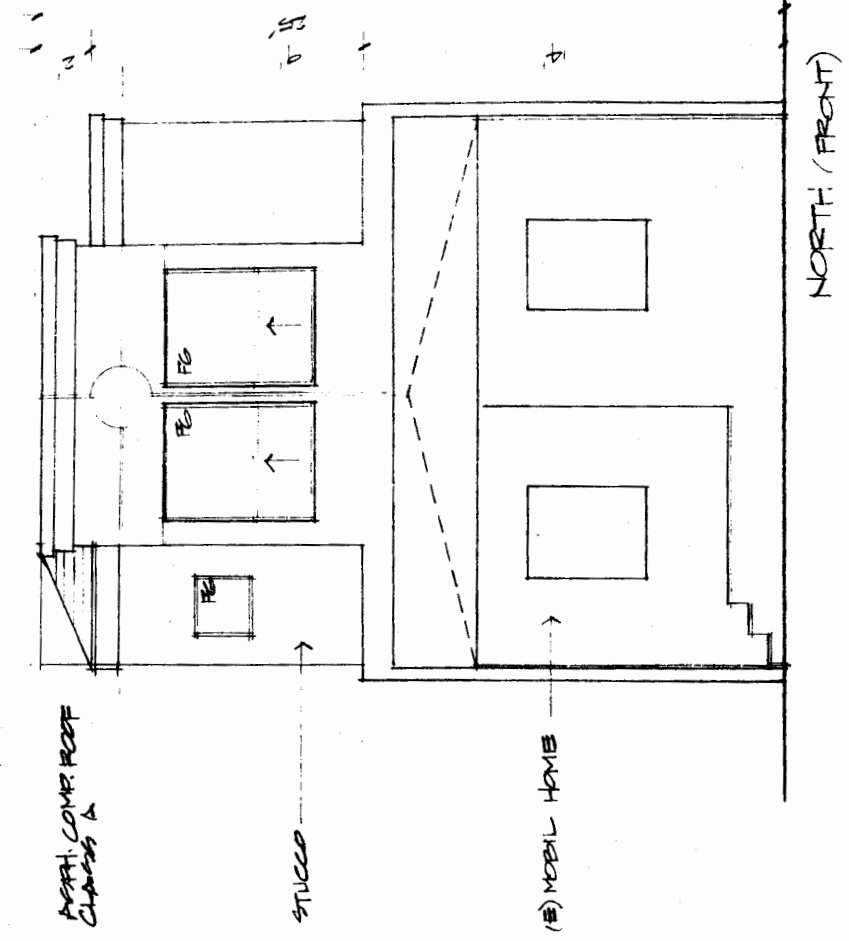 ASPH. COMP. ROOF
CLASS A
STUCCO
(E) MOBIL HOME
FG
FG
FG
NORTH (FRONT)